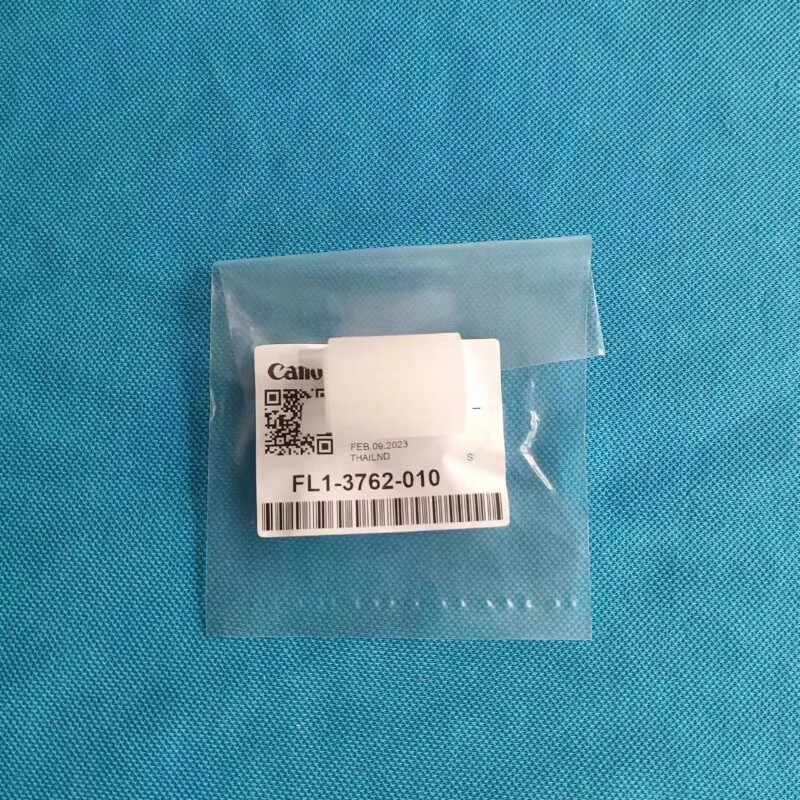 Cano
FEB.09.2023
THAILND S
FL1-3762-010